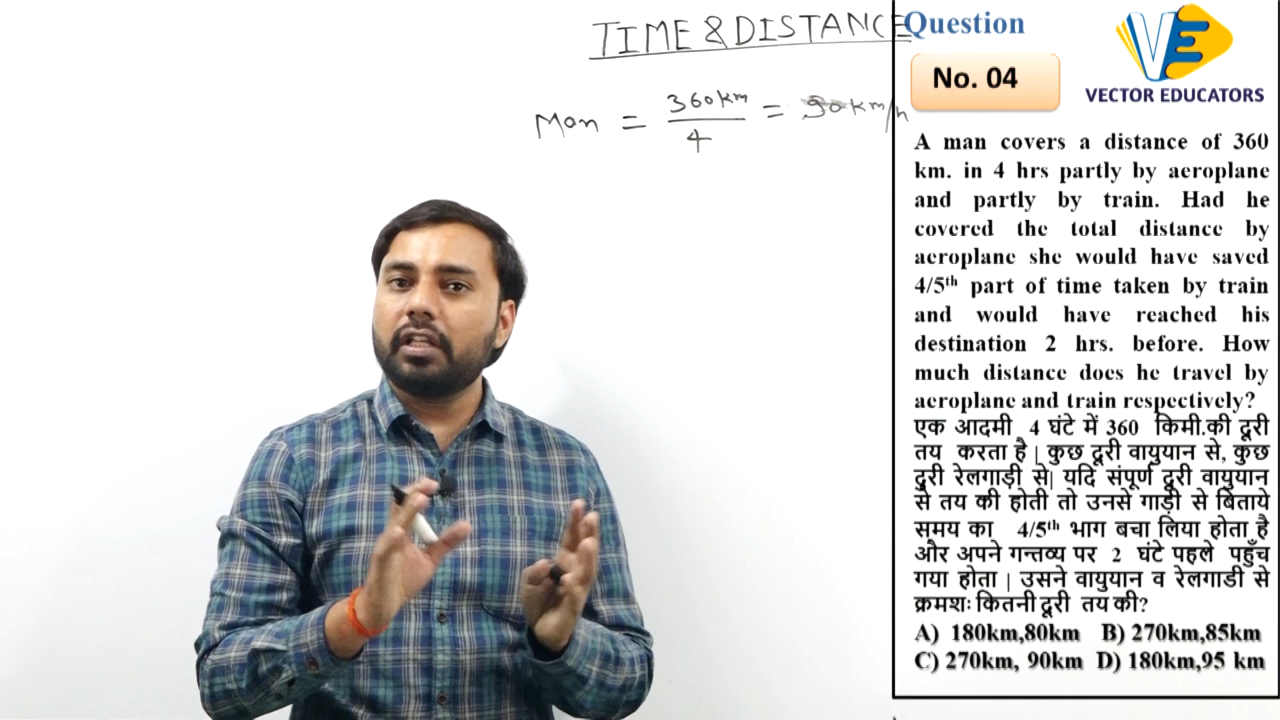 TIME & DISTANCE
Man = 360km/4 = 90km/h
Question
No. 04
VE
VECTOR EDUCATORS
A man covers a distance of 360
km. in 4 hrs partly by aeroplane
and partly by train. Had he
covered the total distance by
aeroplane she would have saved
4/5th part of time taken by train
and would have reached his
destination 2 hrs. before. How
much distance does he travel by
aeroplane and train respectively?
एक आदमी 4 घंटे में 360 किमी.की दूरी
तय करता है | कुछ दूरी वायुयान से, कुछ
दुरी रेलगाड़ी से| यदि संपूर्ण दूरी वायुयान
से तय की होती तो उनसे गाड़ी से बिताये
समय का 4/5th भाग बचा लिया होता है
और अपने गन्तव्य पर 2 घंटे पहले पहुँच
गया होता | उसने वायुयान व रेलगाडी से
क्रमशः कितनी दूरी तय की?
A) 180km,80km B) 270km,85km
C) 270km, 90km D) 180km,95 km